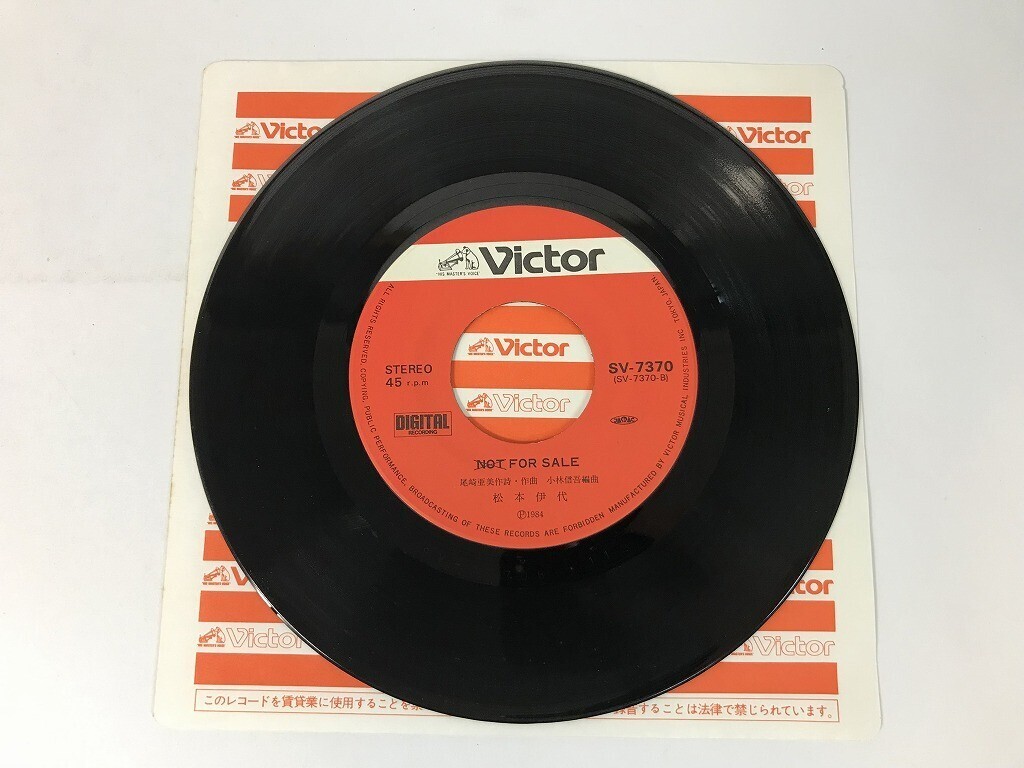 Victor
Victor
Victor
"HIS MASTER'S VOICE"
Victor
ALL RIGHTS RESERVED. COPYING, PUBLIC PERFORMANCE, BROADCASTING OF THESE RECORDS ARE FORBIDDEN MANUFACTURED BY VICTOR MUSICAL INDUSTRIES INC TOKYO, JAPAN
Victor
STEREO
45 r.p.m
SV-7370
(SV-7370-B)
Victor
DIGITAL
RECORDING
JASRAC
NOT FOR SALE
尾崎亜美作詩・作曲 小林信吾編曲
松本伊代
Ⓟ1984
Victor
Victor
このレコードを賃貸業に使用することを
することは法律で禁じられています。